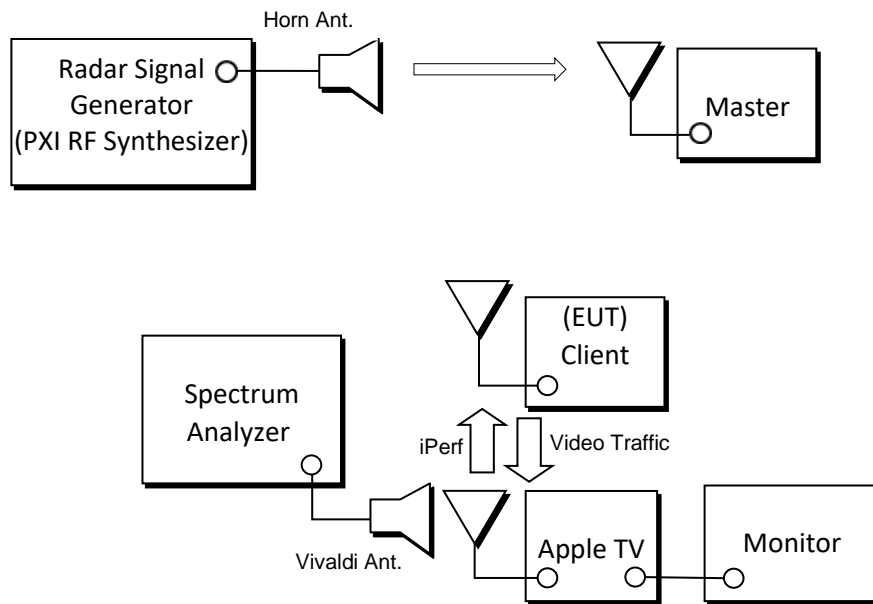 Horn Ant.
Radar Signal
Generator
(PXI RF Synthesizer)
Master
(EUT)
Client
Spectrum
Analyzer
iPerf
Video Traffic
Vivaldi Ant.
Apple TV
Monitor